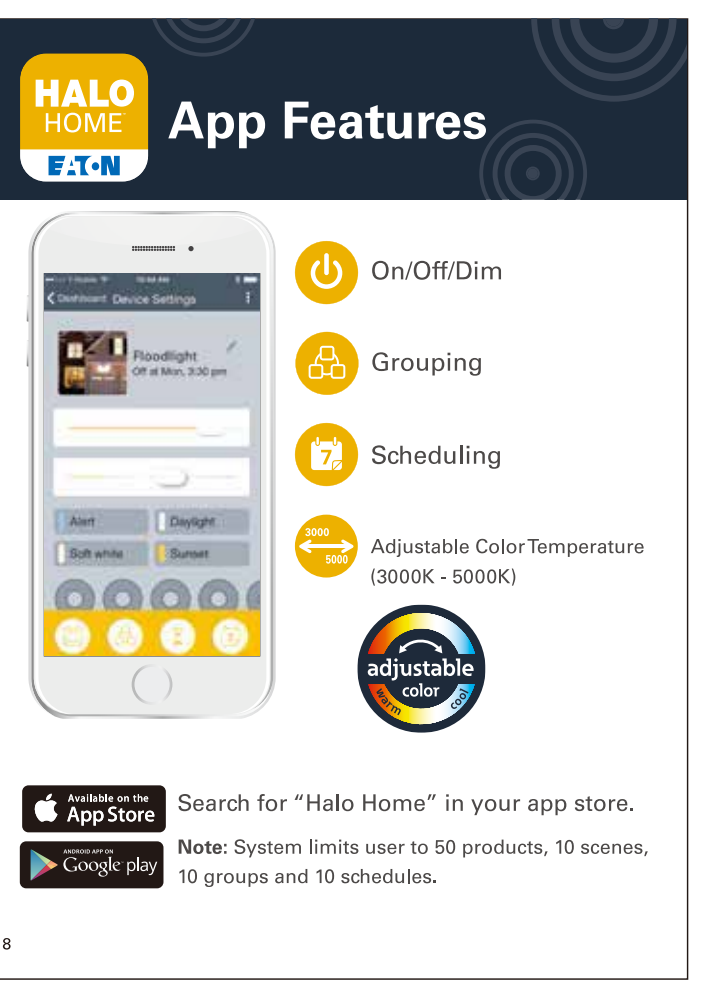 HALO
HOME
EATON
App Features
Dashboard Device Settings
Floodlight
Off at Mon, 3:30 pm
Alert
Daylight
Soft white
Sunset
On/Off/Dim
Grouping
7
Scheduling
3000
5000
Adjustable Color Temperature
(3000K - 5000K)
adjustable
color
warm
cool
Available on the
App Store
ANDROID APP ON
Google play
Search for “Halo Home” in your app store.
Note: System limits user to 50 products, 10 scenes,
10 groups and 10 schedules.
8